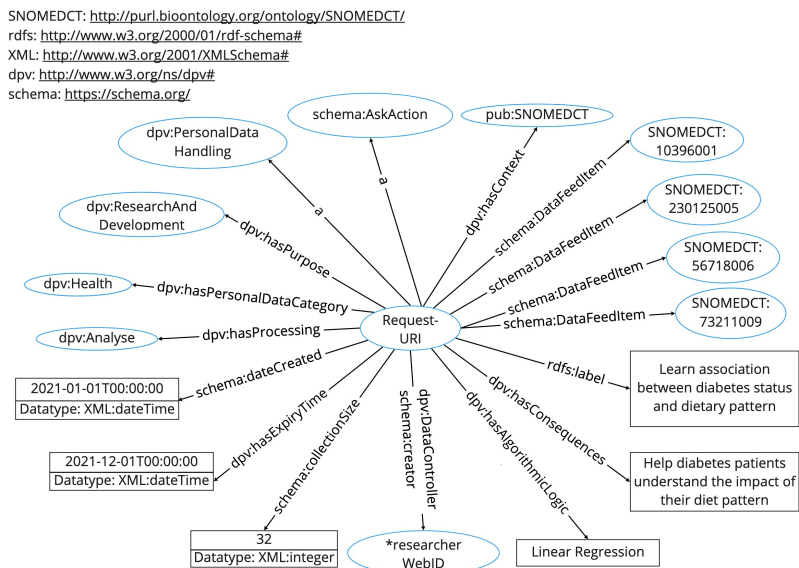 SNOMEDCT: http://purl.bioontology.org/ontology/SNOMEDCT/
rdfs: http://www.w3.org/2000/01/rdf-schema#
XML: http://www.w3.org/2001/XMLSchema#
dpv: http://www.w3.org/ns/dpv#
schema: https://schema.org/
schema:AskAction
pub:SNOMEDCT
dpv:PersonalData
Handling
SNOMEDCT:
10396001
a
a
dpv:hasContext
schema:DataFeedItem
dpv:ResearchAnd
Development
SNOMEDCT:
230125005
dpv:hasPurpose
schema:DataFeedItem
SNOMEDCT:
56718006
dpv:Health
dpv:hasPersonalDataCategory
schema:DataFeedItem
SNOMEDCT:
73211009
Request-
URI
schema:DataFeedItem
dpv:Analyse
dpv:hasProcessing
schema:dateCreated
2021-01-01T00:00:00
Datatype: XML:dateTime
rdfs:label
Learn association
between diabetes status
and dietary pattern
dpv:hasExpiryTime
2021-12-01T00:00:00
Datatype: XML:dateTime
schema:collectionSize
32
Datatype: XML:integer
dpv:DataController
schema:creator
*researcher
WebID
dpv:hasAlgorithmicLogic
Linear Regression
dpv:hasConsequences
Help diabetes patients
understand the impact of
their diet pattern